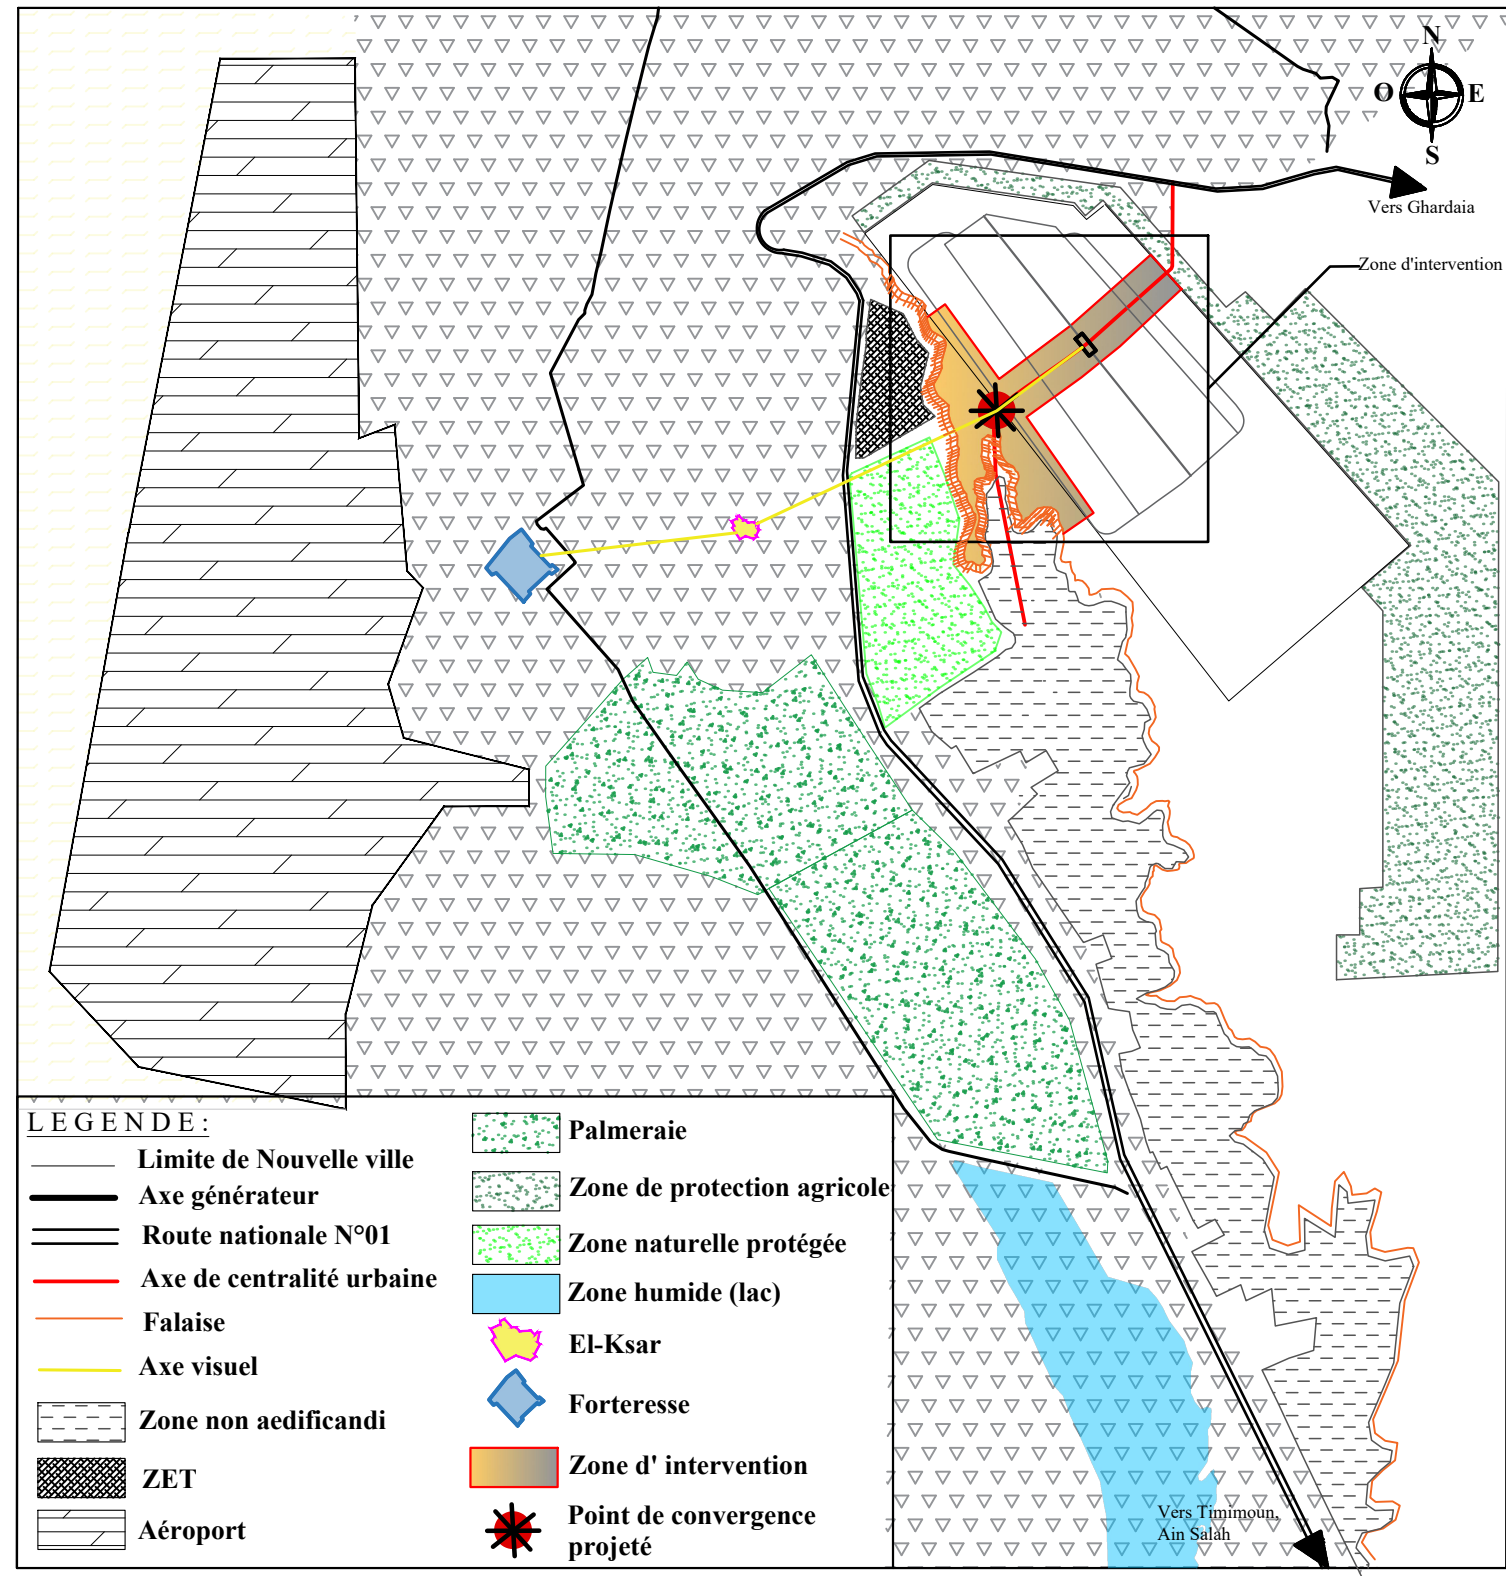 N
O
E
S
Vers Ghardaia
Zone d'intervention
LEGENDE:
Limite de Nouvelle ville
Axe générateur
Route nationale N°01
Axe de centralité urbaine
Falaise
Axe visuel
Zone non aedificandi
ZET
Aéroport
Palmeraie
Zone de protection agricole
Zone naturelle protégée
Zone humide (lac)
El-Ksar
Forteresse
Zone d' intervention
Point de convergence
projeté
Vers Timimoun,
Ain Salah